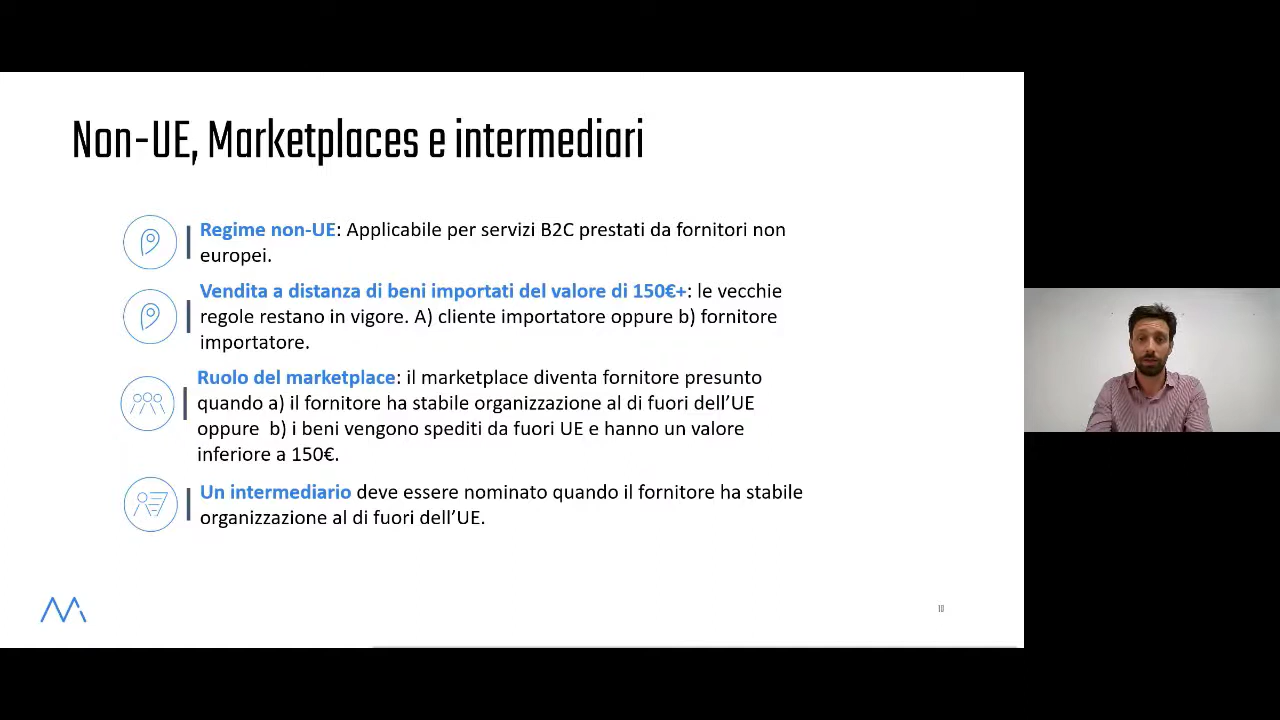 Non-UE, Marketplaces e intermediari
Regime non-UE: Applicabile per servizi B2C prestati da fornitori non
europei.
Vendita a distanza di beni importati del valore di 150€+: le vecchie
regole restano in vigore. A) cliente importatore oppure b) fornitore
importatore.
Ruolo del marketplace: il marketplace diventa fornitore presunto
quando a) il fornitore ha stabile organizzazione al di fuori dell’UE
oppure  b) i beni vengono spediti da fuori UE e hanno un valore
inferiore a 150€.
Un intermediario deve essere nominato quando il fornitore ha stabile
organizzazione al di fuori dell’UE.
10